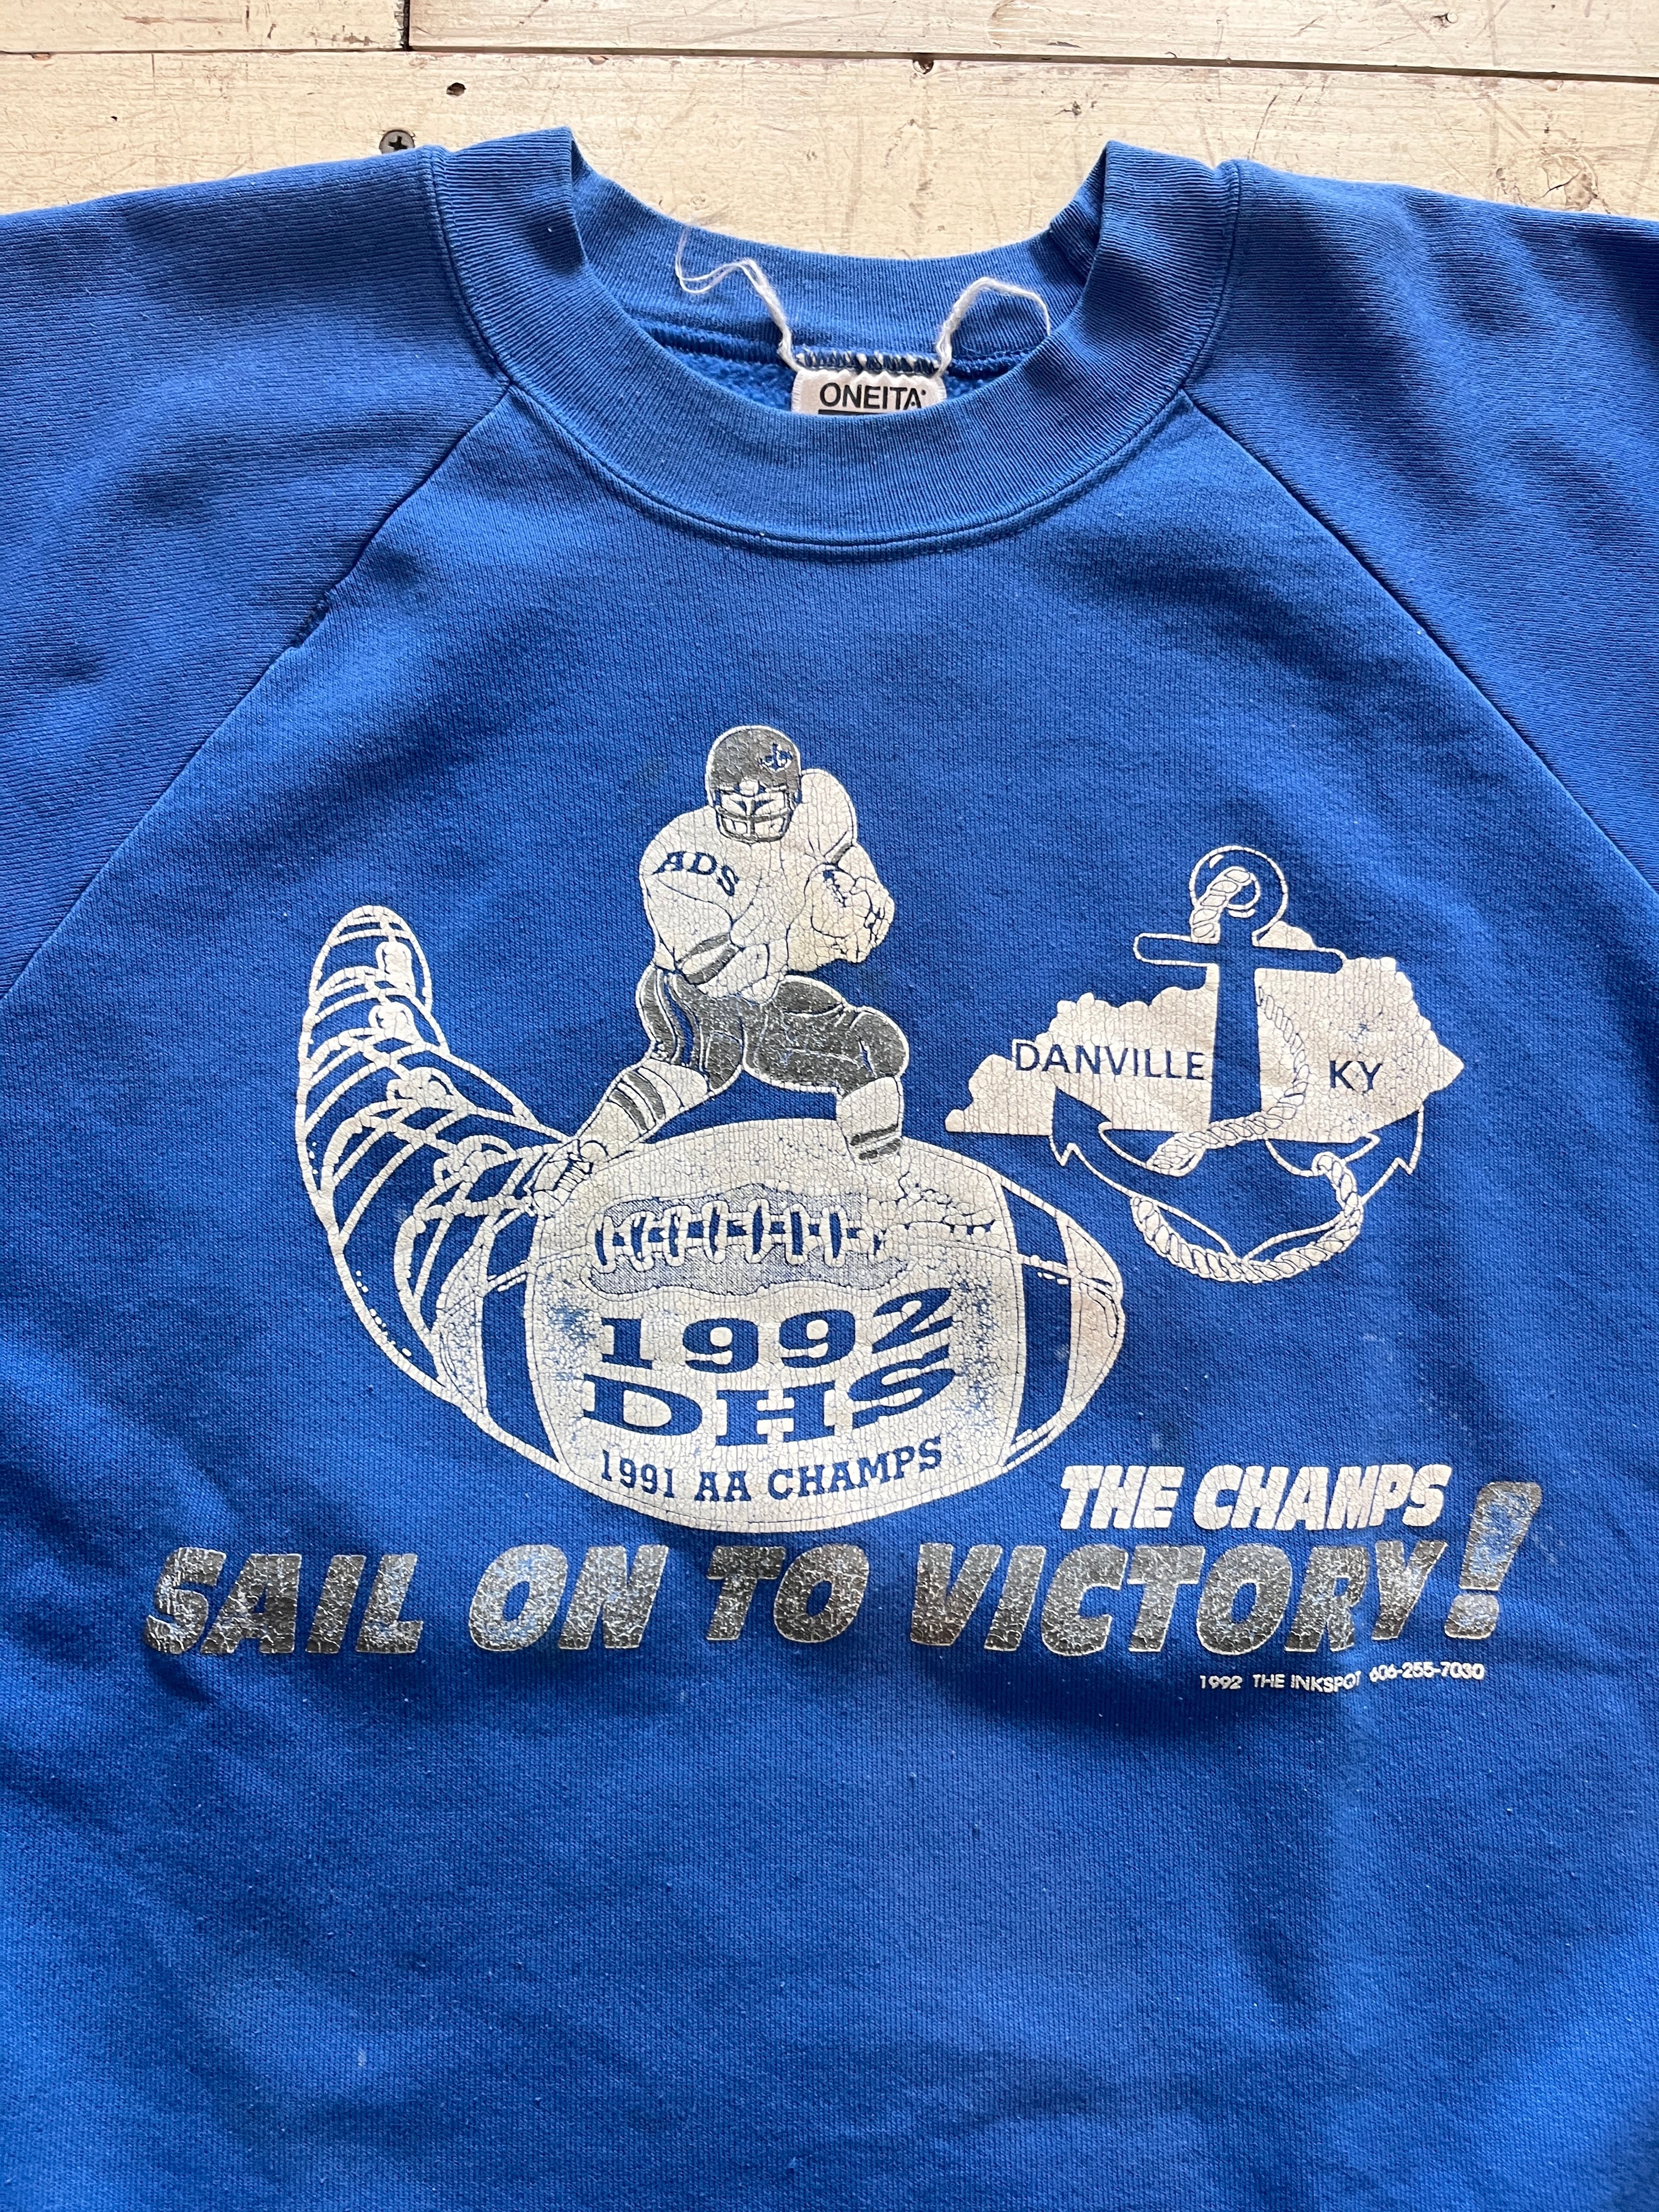 ONEITA
ADS
DANVILLE KY
1992
DHS
1991 AA CHAMPS
THE CHAMPS
SAIL ON TO VICTORY!
1992 THE INKSPOT 606-255-7030